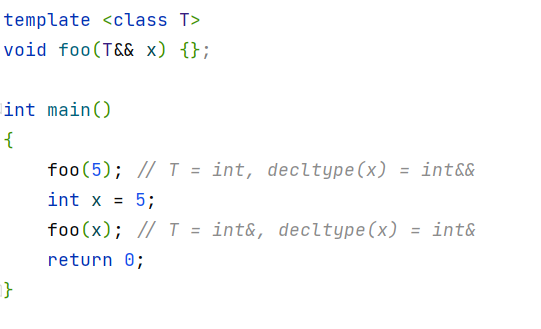 template <class T>
void foo(T&& x) {};
int main()
{
foo(5); // T = int, decltype(x) = int&&
int x = 5;
foo(x); // T = int&, decltype(x) = int&
return 0;
}